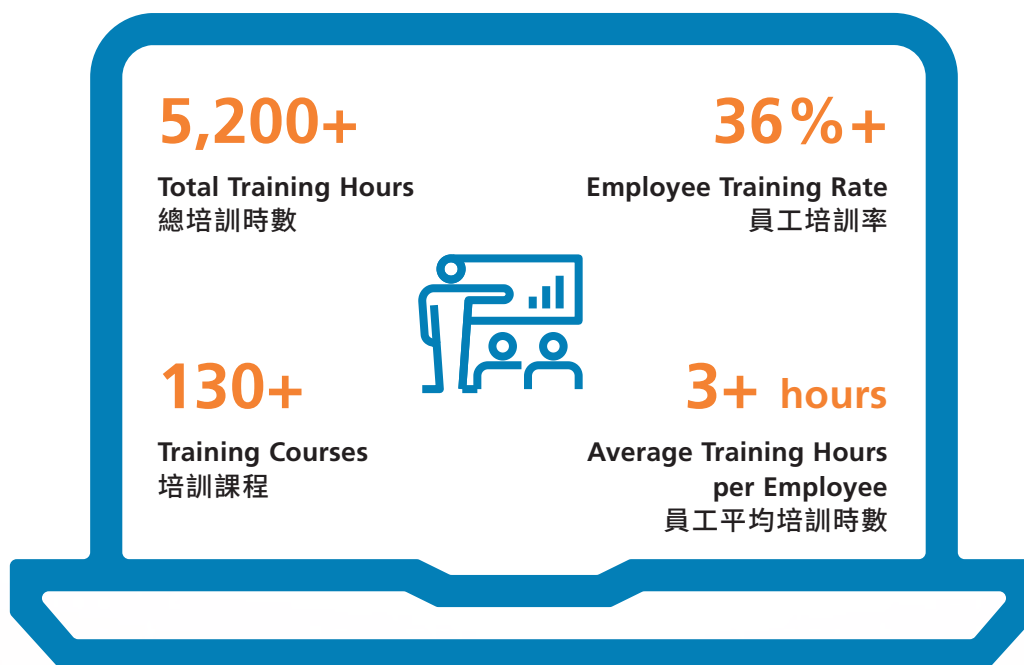 5,200+
Total Training Hours
總培訓時數
36%+
Employee Training Rate
員工培訓率
130+
Training Courses
培訓課程
3+ hours
Average Training Hours
per Employee
員工平均培訓時數